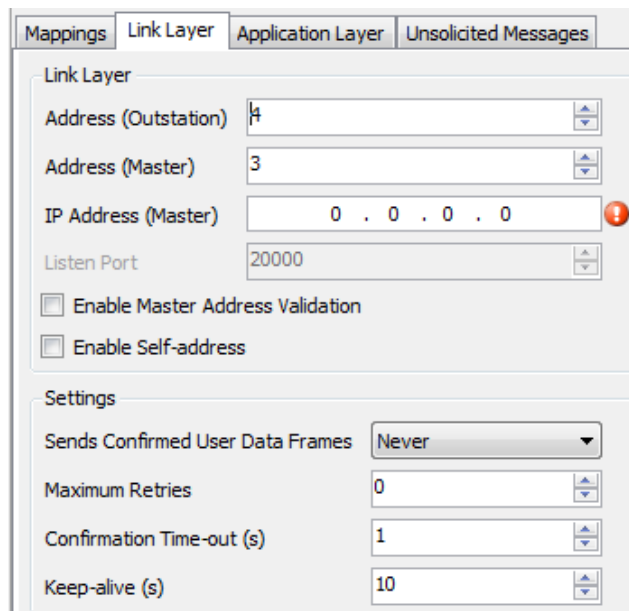 Mappings Link Layer Application Layer Unsolicited Messages
Link Layer
Address (Outstation) 4
Address (Master) 3
IP Address (Master) 0 . 0 . 0 . 0
Listen Port 20000
Enable Master Address Validation
Enable Self-address
Settings
Sends Confirmed User Data Frames Never
Maximum Retries 0
Confirmation Time-out (s) 1
Keep-alive (s) 10